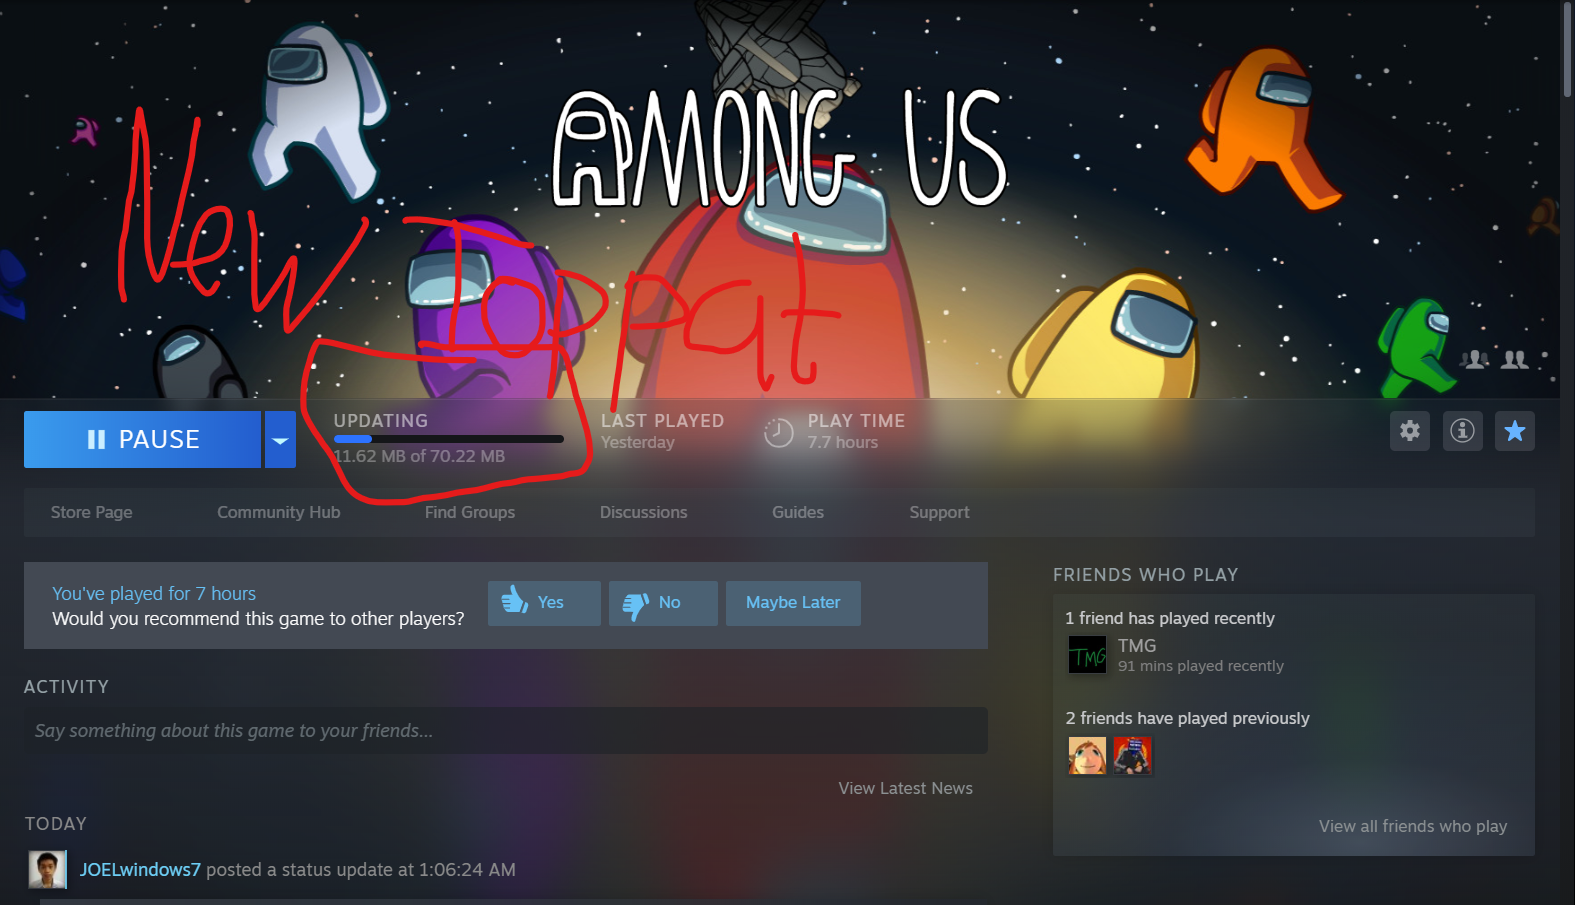 AMONG US
New Ioppat
PAUSE
UPDATING
11.62 MB of 70.22 MB
LAST PLAYED
Yesterday
PLAY TIME
7.7 hours
Store Page Community Hub Find Groups Discussions Guides Support
You've played for 7 hours
Would you recommend this game to other players?
Yes No Maybe Later
FRIENDS WHO PLAY
1 friend has played recently
TMG
TMG
91 mins played recently
2 friends have played previously
View all friends who play
ACTIVITY
Say something about this game to your friends...
View Latest News
TODAY
JOELwindows7 posted a status update at 1:06:24 AM